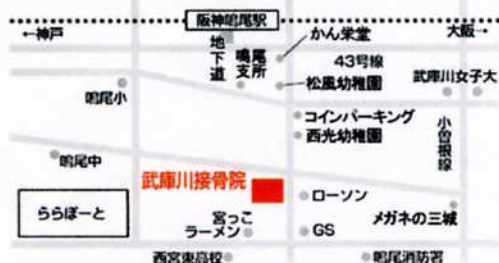 阪神鳴尾駅
←神戸
大阪→
地下道
鳴尾
支所
かん栄堂
43号線
松風幼稚園
武庫川女子大
鳴尾小
コインパーキング
西光幼稚園
小曽根線
鳴尾中
武庫川接骨院
ららぽーと
宮っこ
ラーメン
ローソン
GS
メガネの三城
西宮東高校
鳴尾消防署